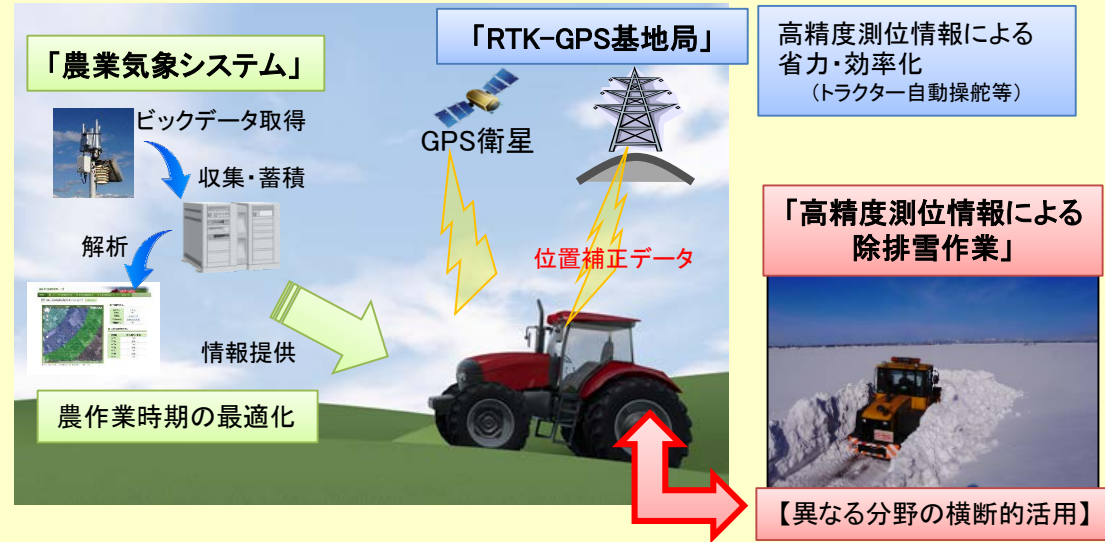 「農業気象システム」
ビックデータ取得
収集・蓄積
解析
情報提供
農作業時期の最適化
「RTK-GPS基地局」
GPS衛星
位置補正データ
高精度測位情報による
省力・効率化
（トラクター自動操舵等）
「高精度測位情報による
除排雪作業」
【異なる分野の横断的活用】